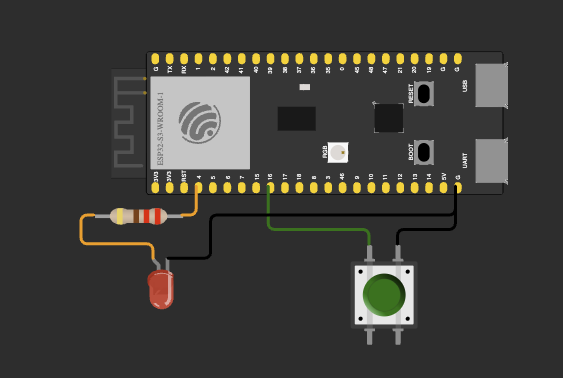 G TX RX 1 2 42 41 40 39 38 37 36 35 0 45 48 47 21 20 19 G G
ESP32-S3-WROOM-1
RESET
USB
RGB
BOOT
UART
3V3 3V3 RST 4 5 6 7 15 16 17 18 8 3 46 9 10 11 12 13 14 5V G